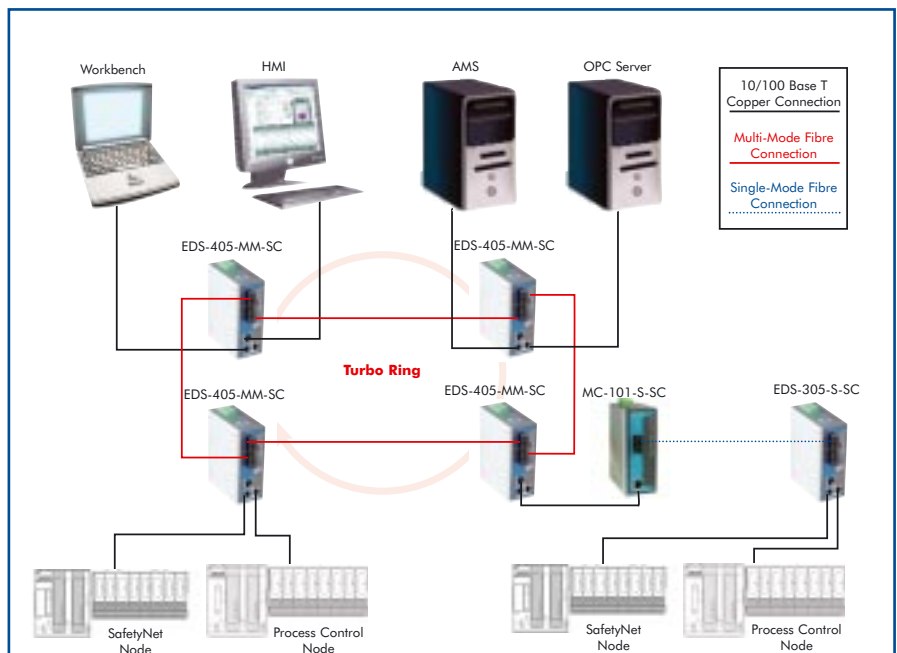 Workbench
HMI
AMS
OPC Server
10/100 Base T
Copper Connection
Multi-Mode Fibre
Connection
Single-Mode Fibre
Connection
EDS-405-MM-SC
EDS-405-MM-SC
Turbo Ring
EDS-405-MM-SC
EDS-405-MM-SC
MC-101-S-SC
EDS-305-S-SC
SafetyNet
Node
Process Control
Node
SafetyNet
Node
Process Control
Node